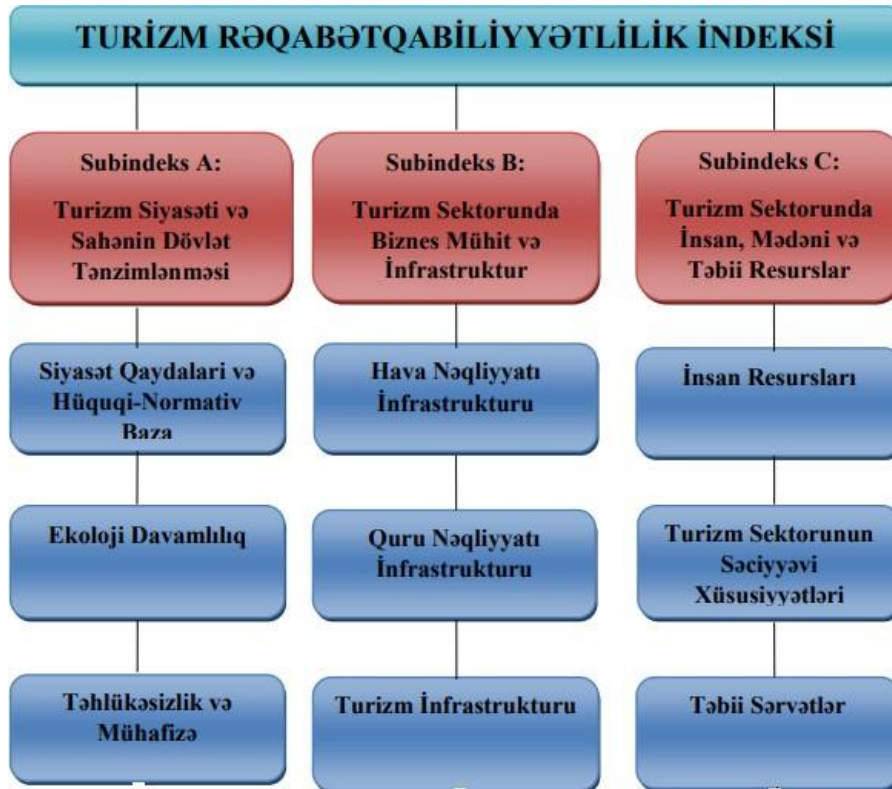 TURİZM RƏQABƏTQABİLİYYƏTLİLİK İNDEKSİ
Subindeks A:
Turizm Siyasəti və
Sahənin Dövlət
Tənzimlənməsi
Subindeks B:
Turizm Sektorunda
Biznes Mühit və
İnfrastruktur
Subindeks C:
Turizm Sektorunda
İnsan, Mədəni və
Təbii Resurslar
Siyasət Qaydalari və
Hüquqi-Normativ
Baza
Hava Nəqliyyatı
İnfrastrukturu
İnsan Resursları
Ekoloji Davamlılıq
Quru Nəqliyyatı
İnfrastrukturu
Turizm Sektorunun
Səciyyəvi
Xüsusiyyətləri
Təhlükəsizlik və
Mühafizə
Turizm İnfrastrukturu
Təbii Sərvətlər